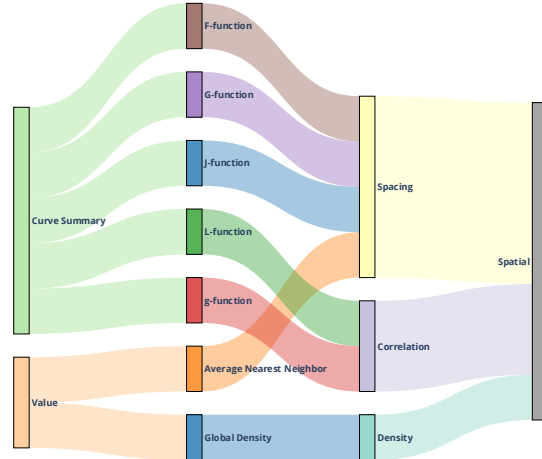 F-function
G-function
J-function
Spacing
Curve Summary
L-function
Spatial
g-function
Correlation
Average Nearest Neighbor
Value
Global Density
Density